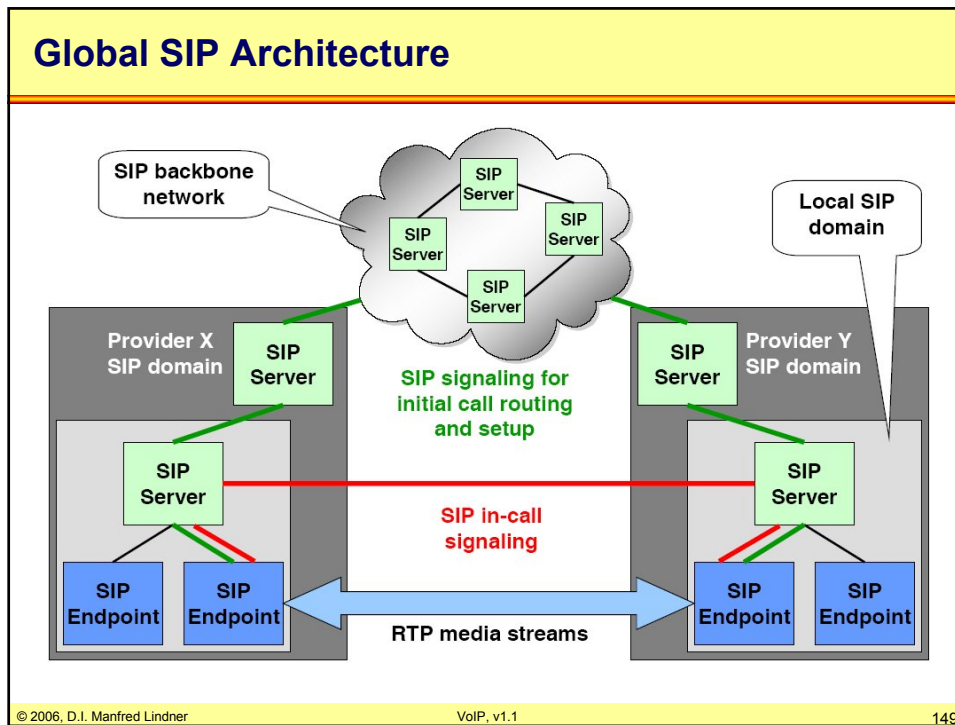 Global SIP Architecture
SIP backbone
network
SIP
Server
SIP
Server
SIP
Server
SIP
Server
Local SIP
domain
Provider X
SIP domain
SIP
Server
SIP signaling for
initial call routing
and setup
SIP
Server
Provider Y
SIP domain
SIP
Server
SIP
Server
SIP in-call
signaling
SIP
Endpoint
SIP
Endpoint
SIP
Endpoint
SIP
Endpoint
RTP media streams
© 2006, D.I. Manfred Lindner
VoIP, v1.1
149